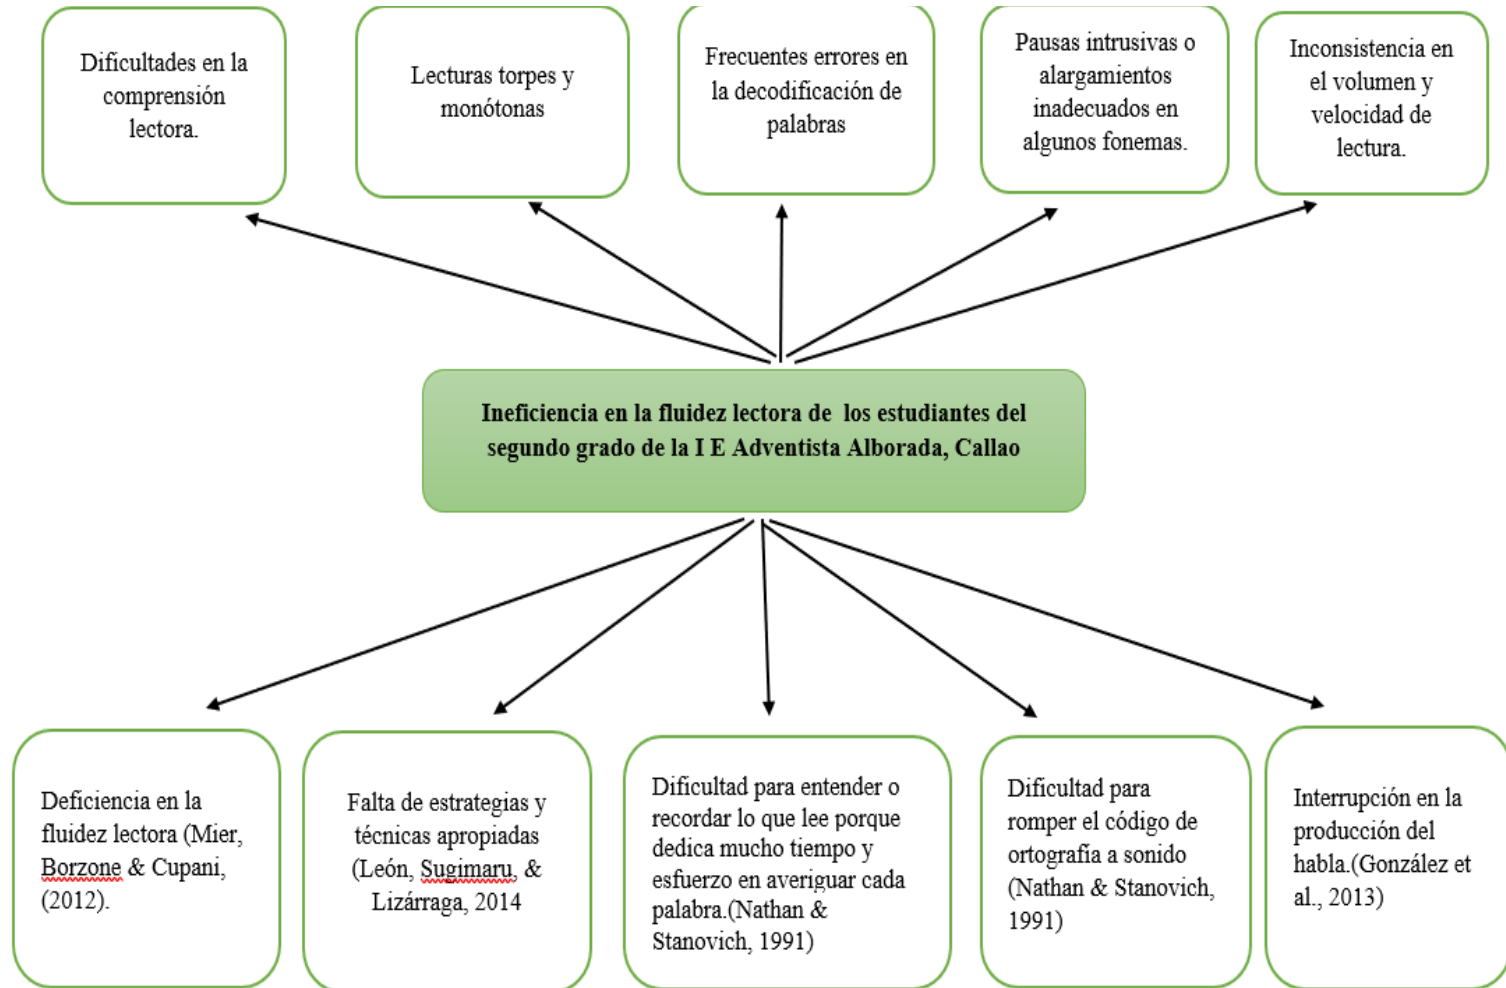 Dificultades en la
comprensión
lectora.
Lecturas torpes y
monótonas
Frecuentes errores en
la decodificación de
palabras
Pausas intrusivas o
alargamientos
inadecuados en
algunos fonemas.
Inconsistencia en
el volumen y
velocidad de
lectura.
Ineficiencia en la fluidez lectora de los estudiantes del
segundo grado de la I E Adventista Alborada, Callao
Deficiencia en la
fluidez lectora (Mier,
Borzone & Cupani,
(2012).
Falta de estrategias y
técnicas apropiadas
(León, Sugimaru, &
Lizárraga, 2014
Dificultad para entender o
recordar lo que lee porque
dedica mucho tiempo y
esfuerzo en averiguar cada
palabra.(Nathan &
Stanovich, 1991)
Dificultad para
romper el código de
ortografía a sonido
(Nathan & Stanovich,
1991)
Interrupción en la
producción del
habla.(González et
al., 2013)